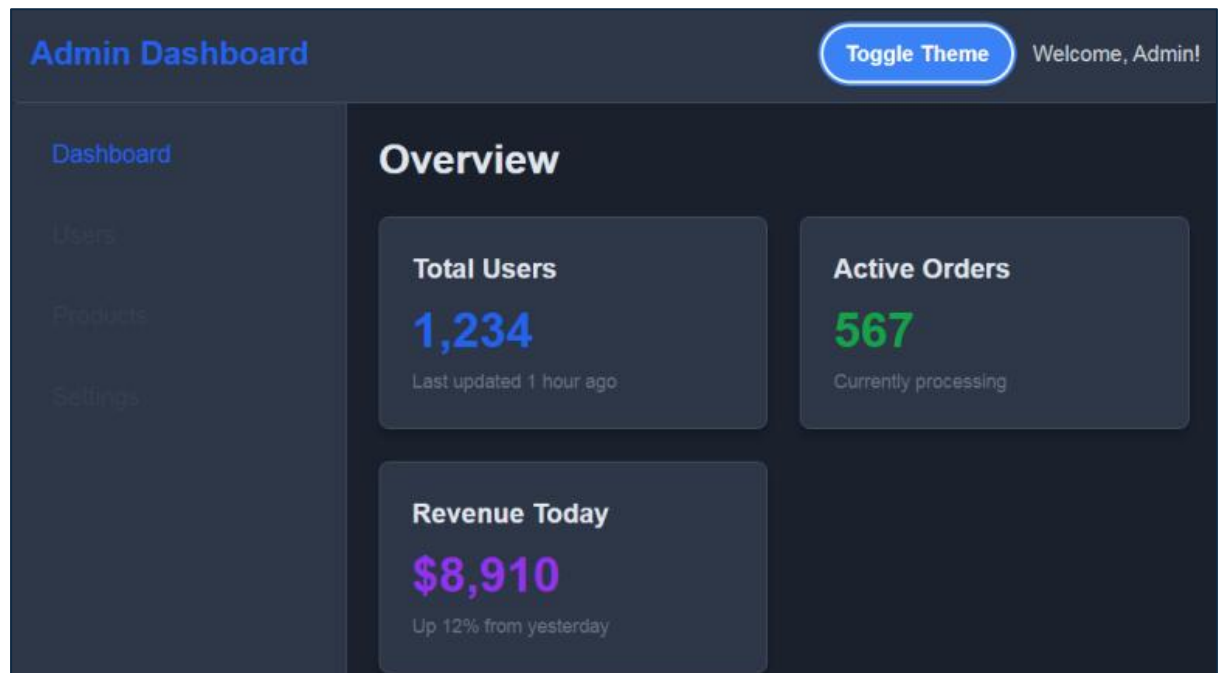 Admin Dashboard
Toggle Theme
Welcome, Admin!
Dashboard
Users
Products
Settings
Overview
Total Users
1,234
Last updated 1 hour ago
Active Orders
567
Currently processing
Revenue Today
$8,910
Up 12% from yesterday